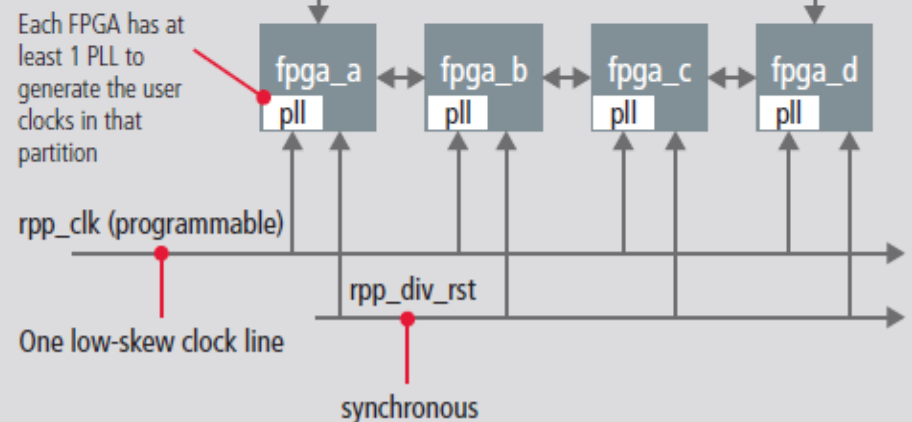 Each FPGA has at
least 1 PLL to
generate the user
clocks in that
partition
fpga_a
fpga_b
fpga_c
fpga_d
pll
pll
pll
pll
rpp_clk (programmable)
rpp_div_rst
One low-skew clock line
synchronous